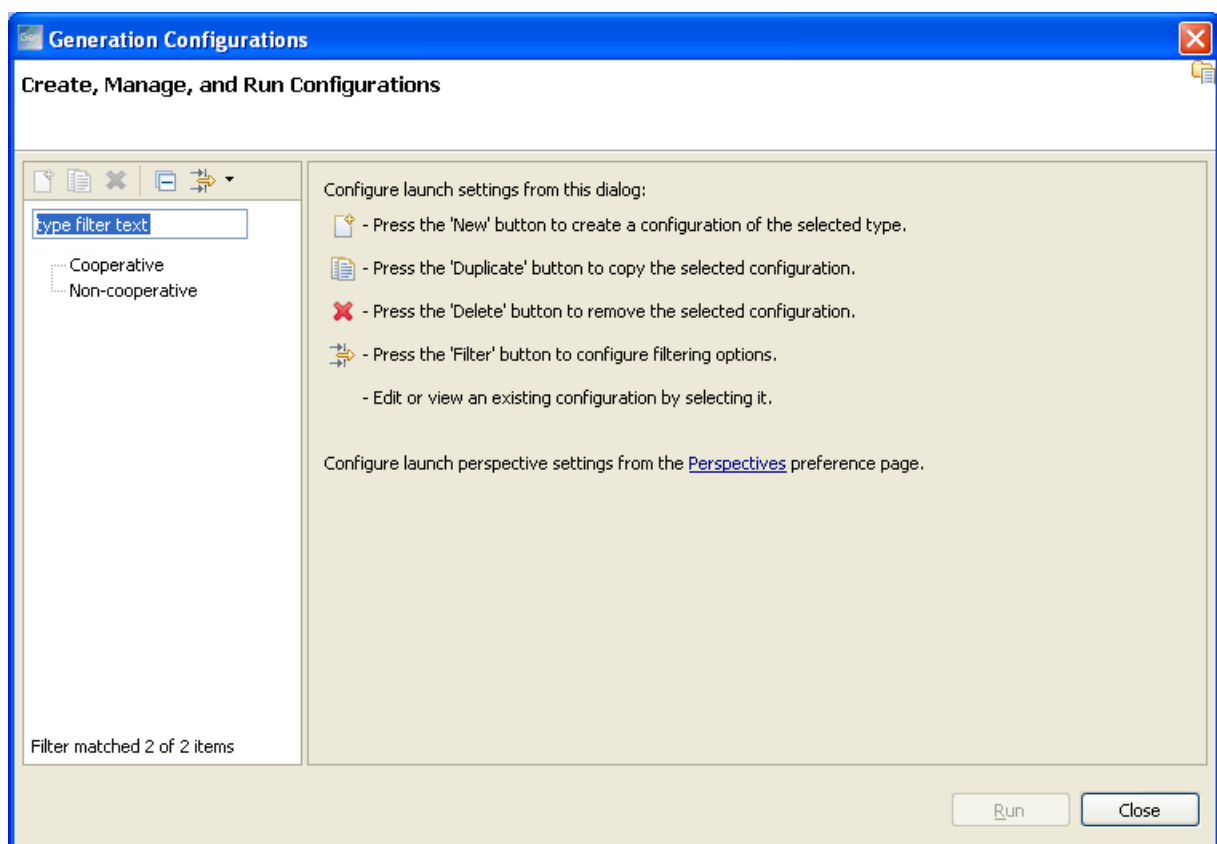 Generation Configurations
Create, Manage, and Run Configurations
type filter text
Cooperative
Non-cooperative
Filter matched 2 of 2 items
Configure launch settings from this dialog:
- Press the 'New' button to create a configuration of the selected type.
- Press the 'Duplicate' button to copy the selected configuration.
- Press the 'Delete' button to remove the selected configuration.
- Press the 'Filter' button to configure filtering options.
- Edit or view an existing configuration by selecting it.
Configure launch perspective settings from the Perspectives preference page.
Run
Close